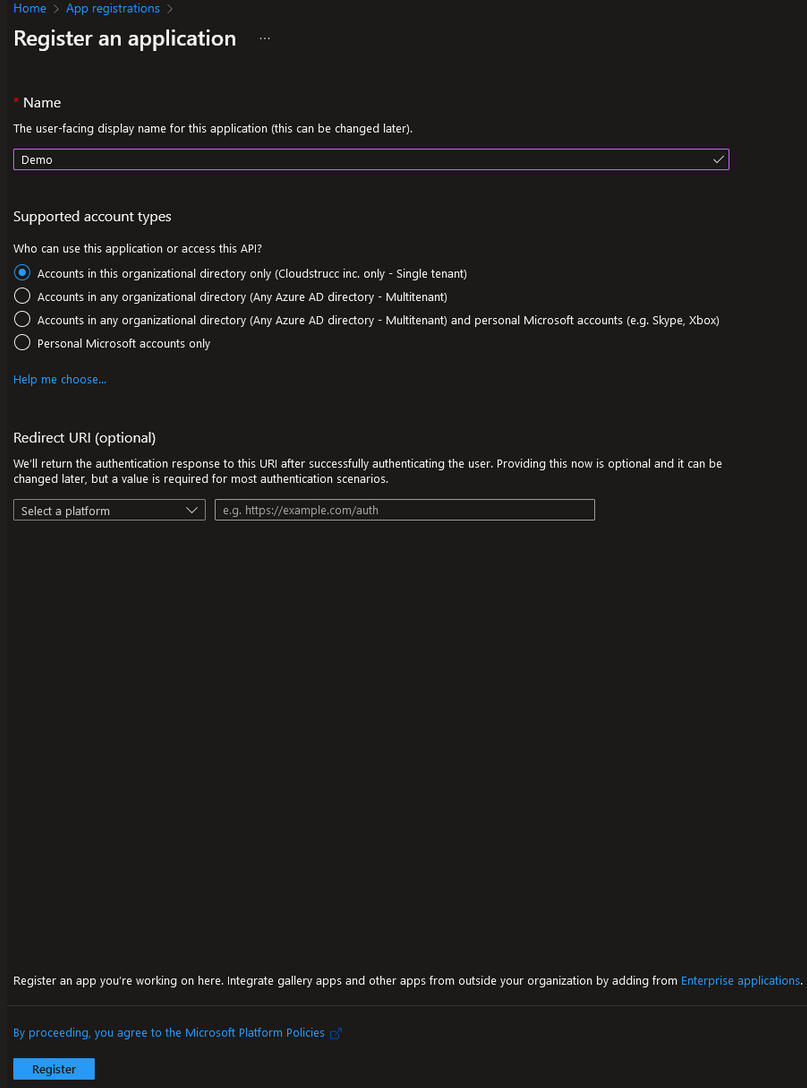 Home > App registrations >
Register an application ...
* Name
The user-facing display name for this application (this can be changed later).
Demo
Supported account types
Who can use this application or access this API?
Accounts in this organizational directory only (Cloudstrucc inc. only - Single tenant)
Accounts in any organizational directory (Any Azure AD directory - Multitenant)
Accounts in any organizational directory (Any Azure AD directory - Multitenant) and personal Microsoft accounts (e.g. Skype, Xbox)
Personal Microsoft accounts only
Help me choose...
Redirect URI (optional)
We'll return the authentication response to this URI after successfully authenticating the user. Providing this now is optional and it can be
changed later, but a value is required for most authentication scenarios.
Select a platform
e.g. https://example.com/auth
Register an app you're working on here. Integrate gallery apps and other apps from outside your organization by adding from Enterprise applications.
By proceeding, you agree to the Microsoft Platform Policies
Register